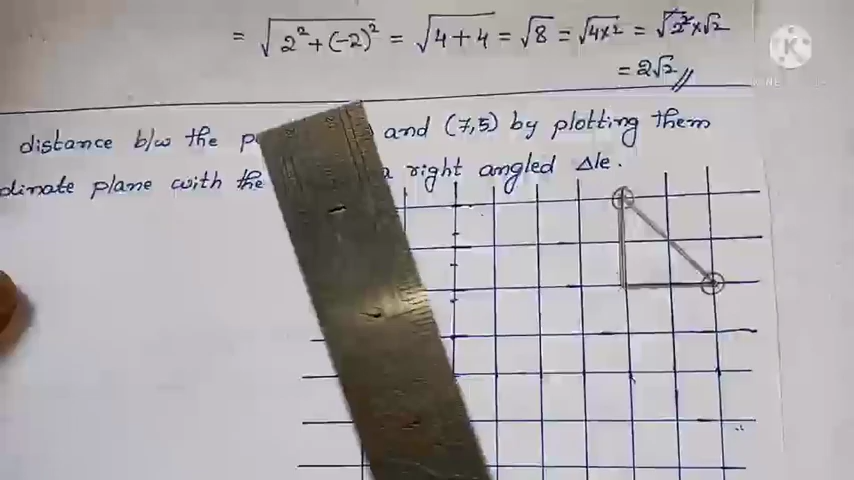 = √2² + (-2)² = √4 + 4 = √8 = √4×2 = √2² × √2
= 2√2 //
distance b/w the and (7,5) by plotting them
dinate plane with the a right angled Δle.
K